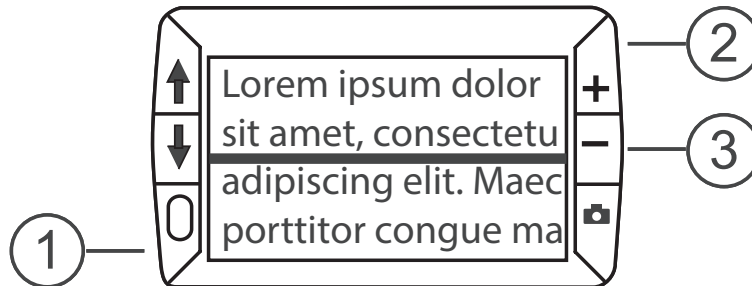 Lorem ipsum dolor
sit amet, consectetu
adipiscing elit. Maec
porttitor congue ma
+
−
1
2
3